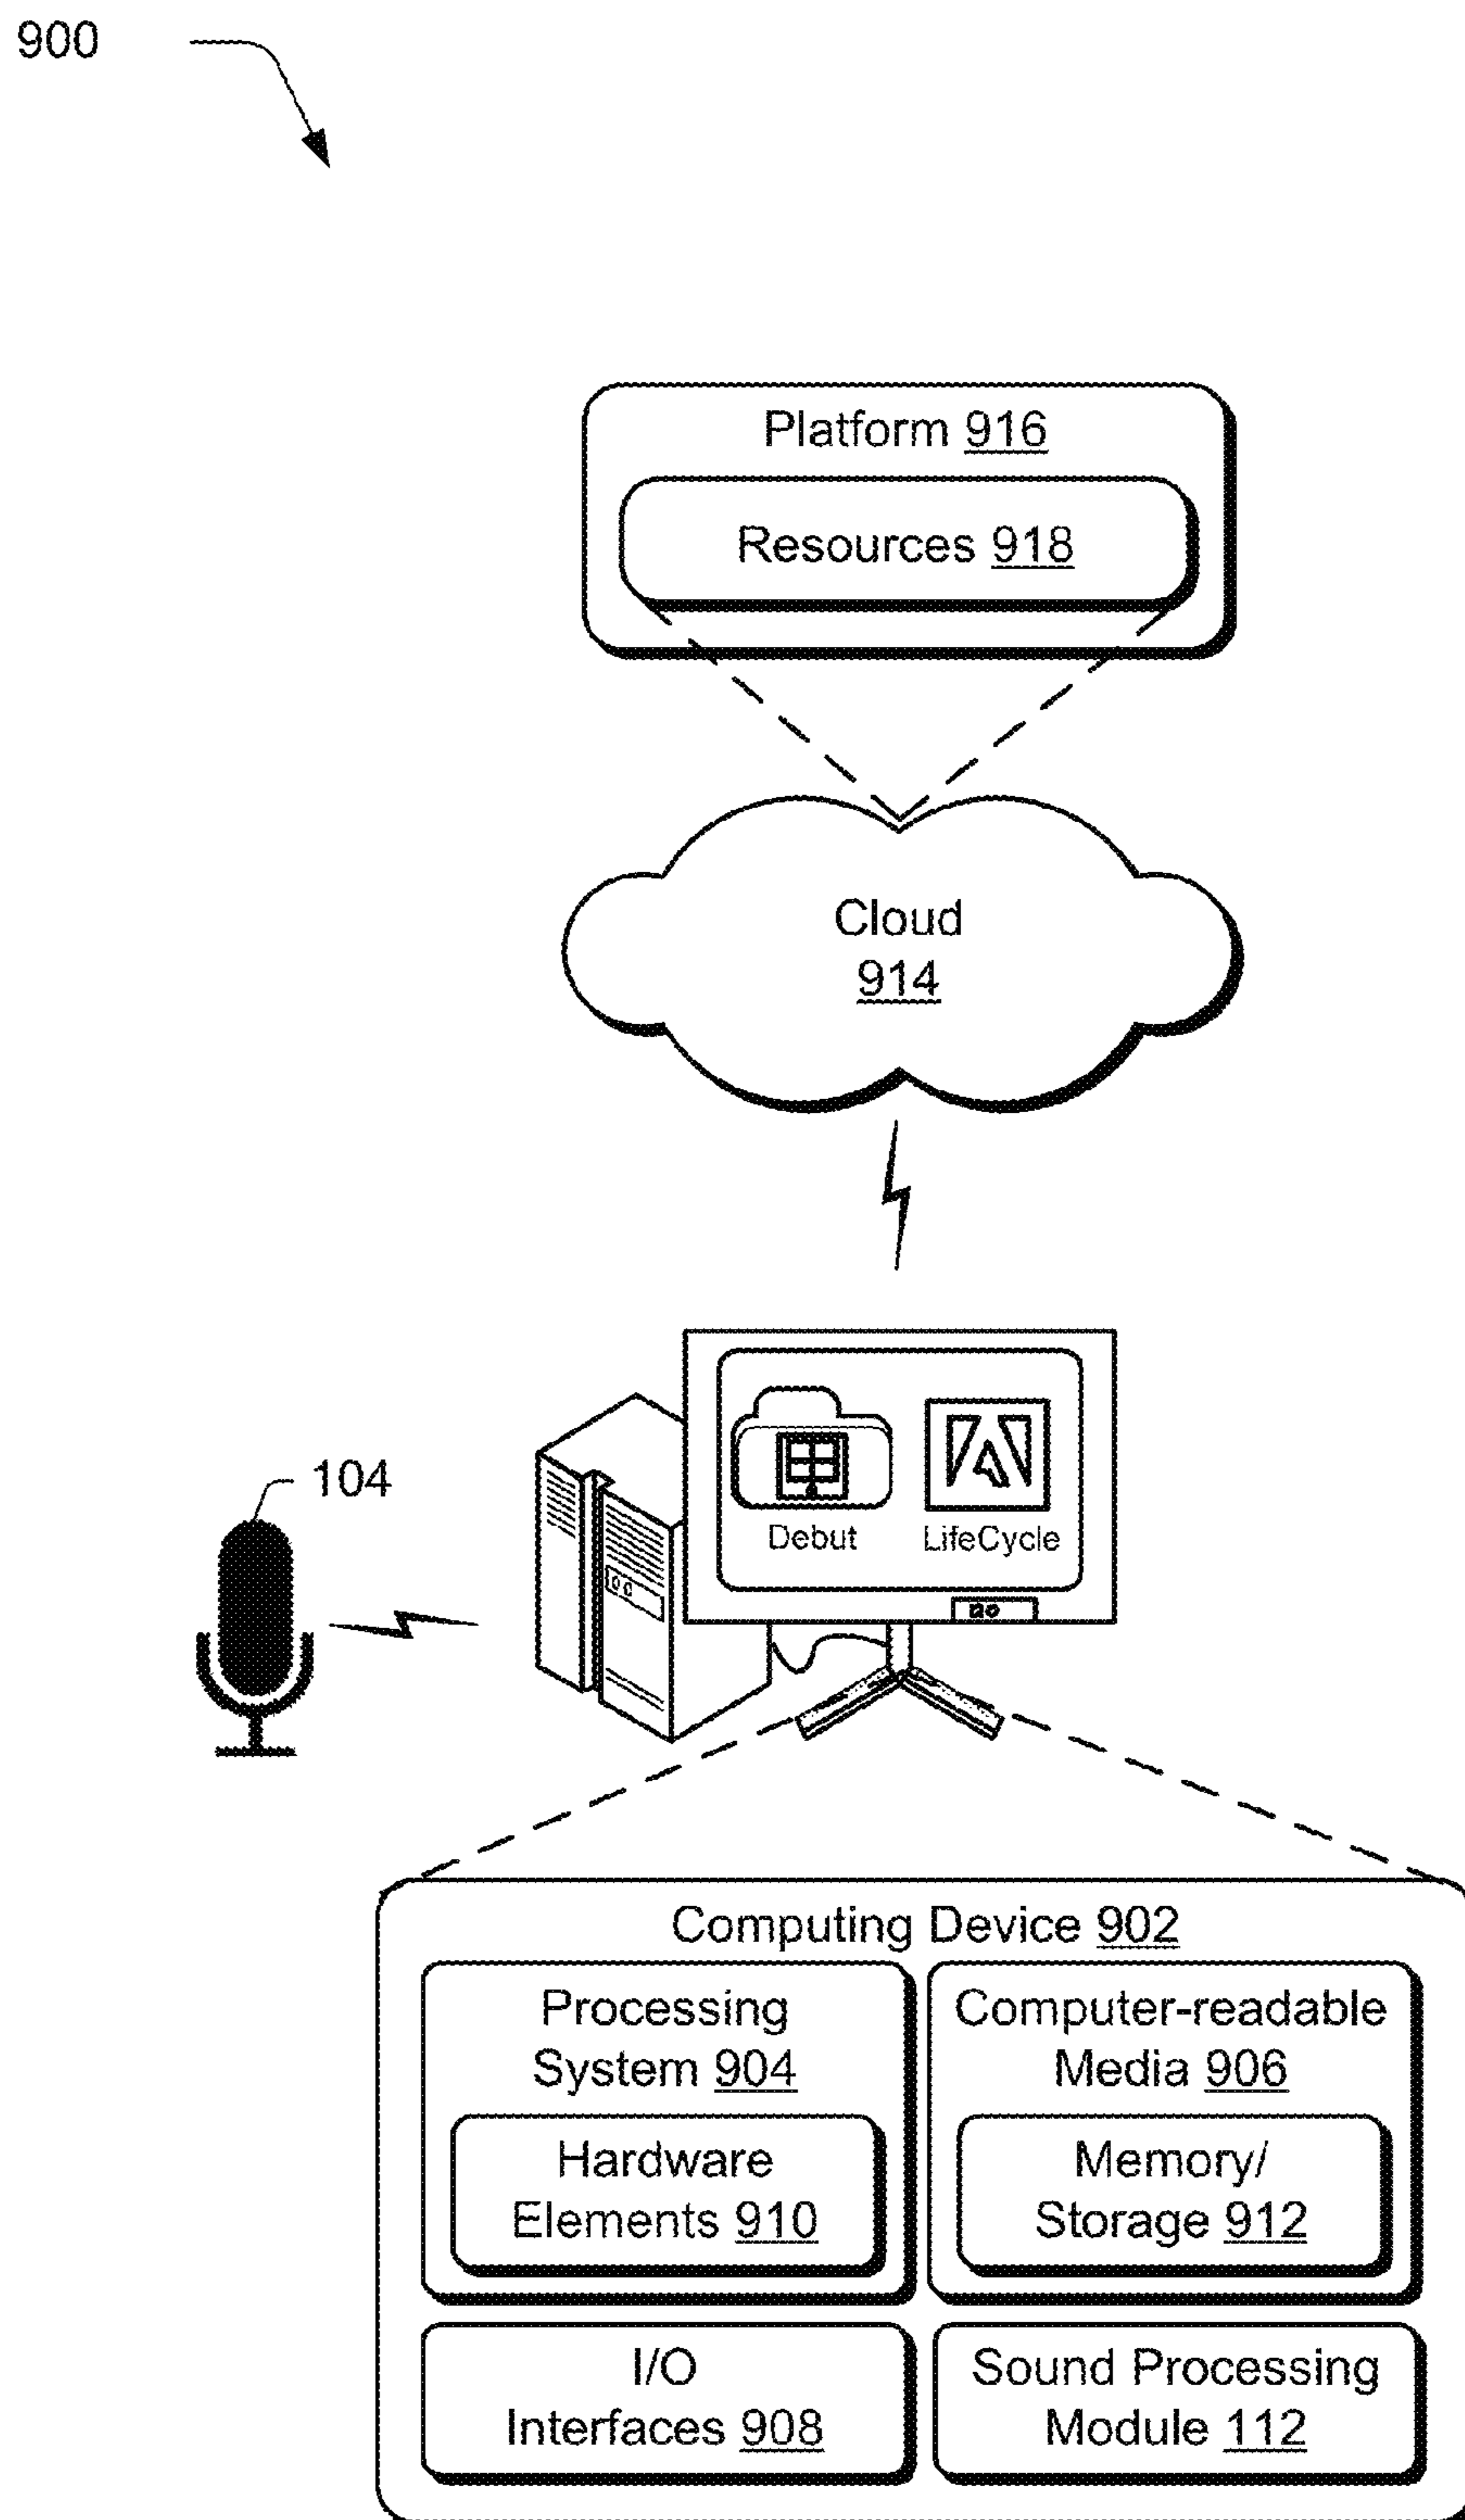 900
Platform 916
Resources 918
Cloud
914
Debut
LifeCycle
104
Computing Device 902
Processing
System 904
Hardware
Elements 910
Computer-readable
Media 906
Memory/
Storage 912
I/O
Interfaces 908
Sound Processing
Module 112